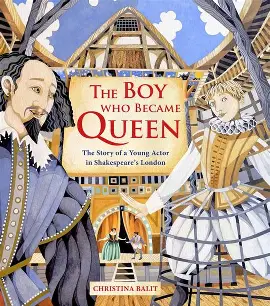 THE BOY
WHO BECAME
QUEEN
The Story of a Young Actor
in Shakespeare's London
CHRISTINA BALIT